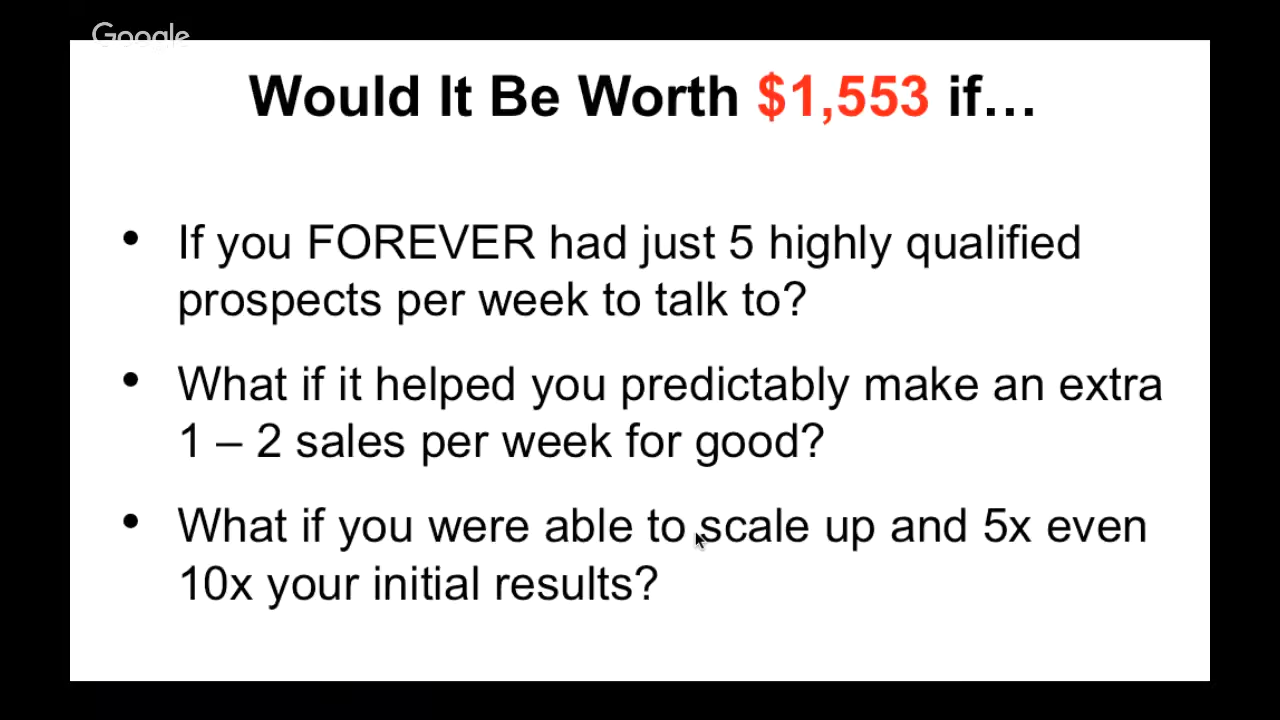 Google
Would It Be Worth $1,553 if…
• If you FOREVER had just 5 highly qualified
prospects per week to talk to?
• What if it helped you predictably make an extra
1 – 2 sales per week for good?
• What if you were able to scale up and 5x even
10x your initial results?